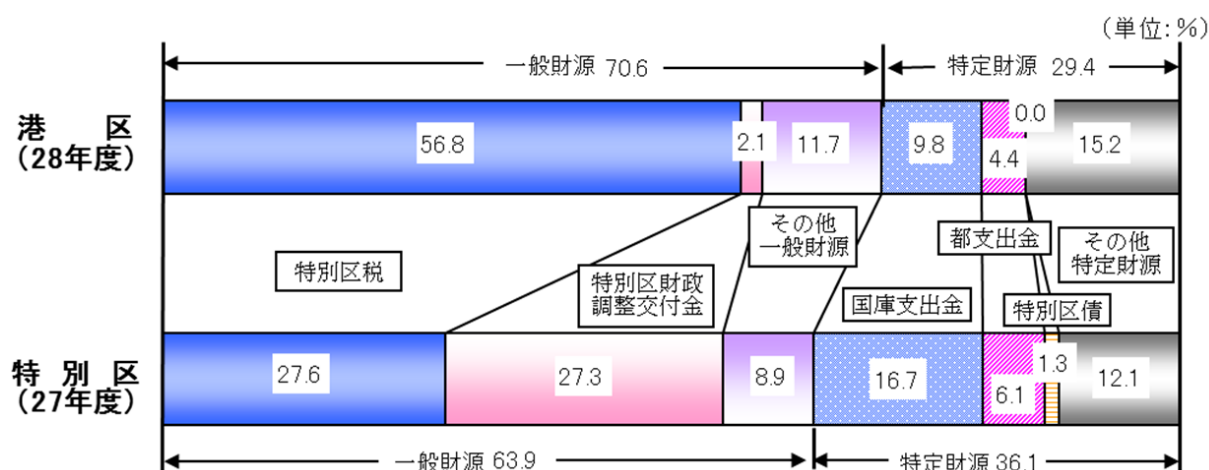 （単位：％）
一般財源 70.6
特定財源 29.4
港　区
（28年度）
56.8
2.1
11.7
9.8
4.4
0.0
15.2
特別区税
特別区財政
調整交付金
その他
一般財源
国庫支出金
都支出金
特別区債
その他
特定財源
特 別 区
（27年度）
27.6
27.3
8.9
16.7
6.1
1.3
12.1
一般財源 63.9
特定財源 36.1